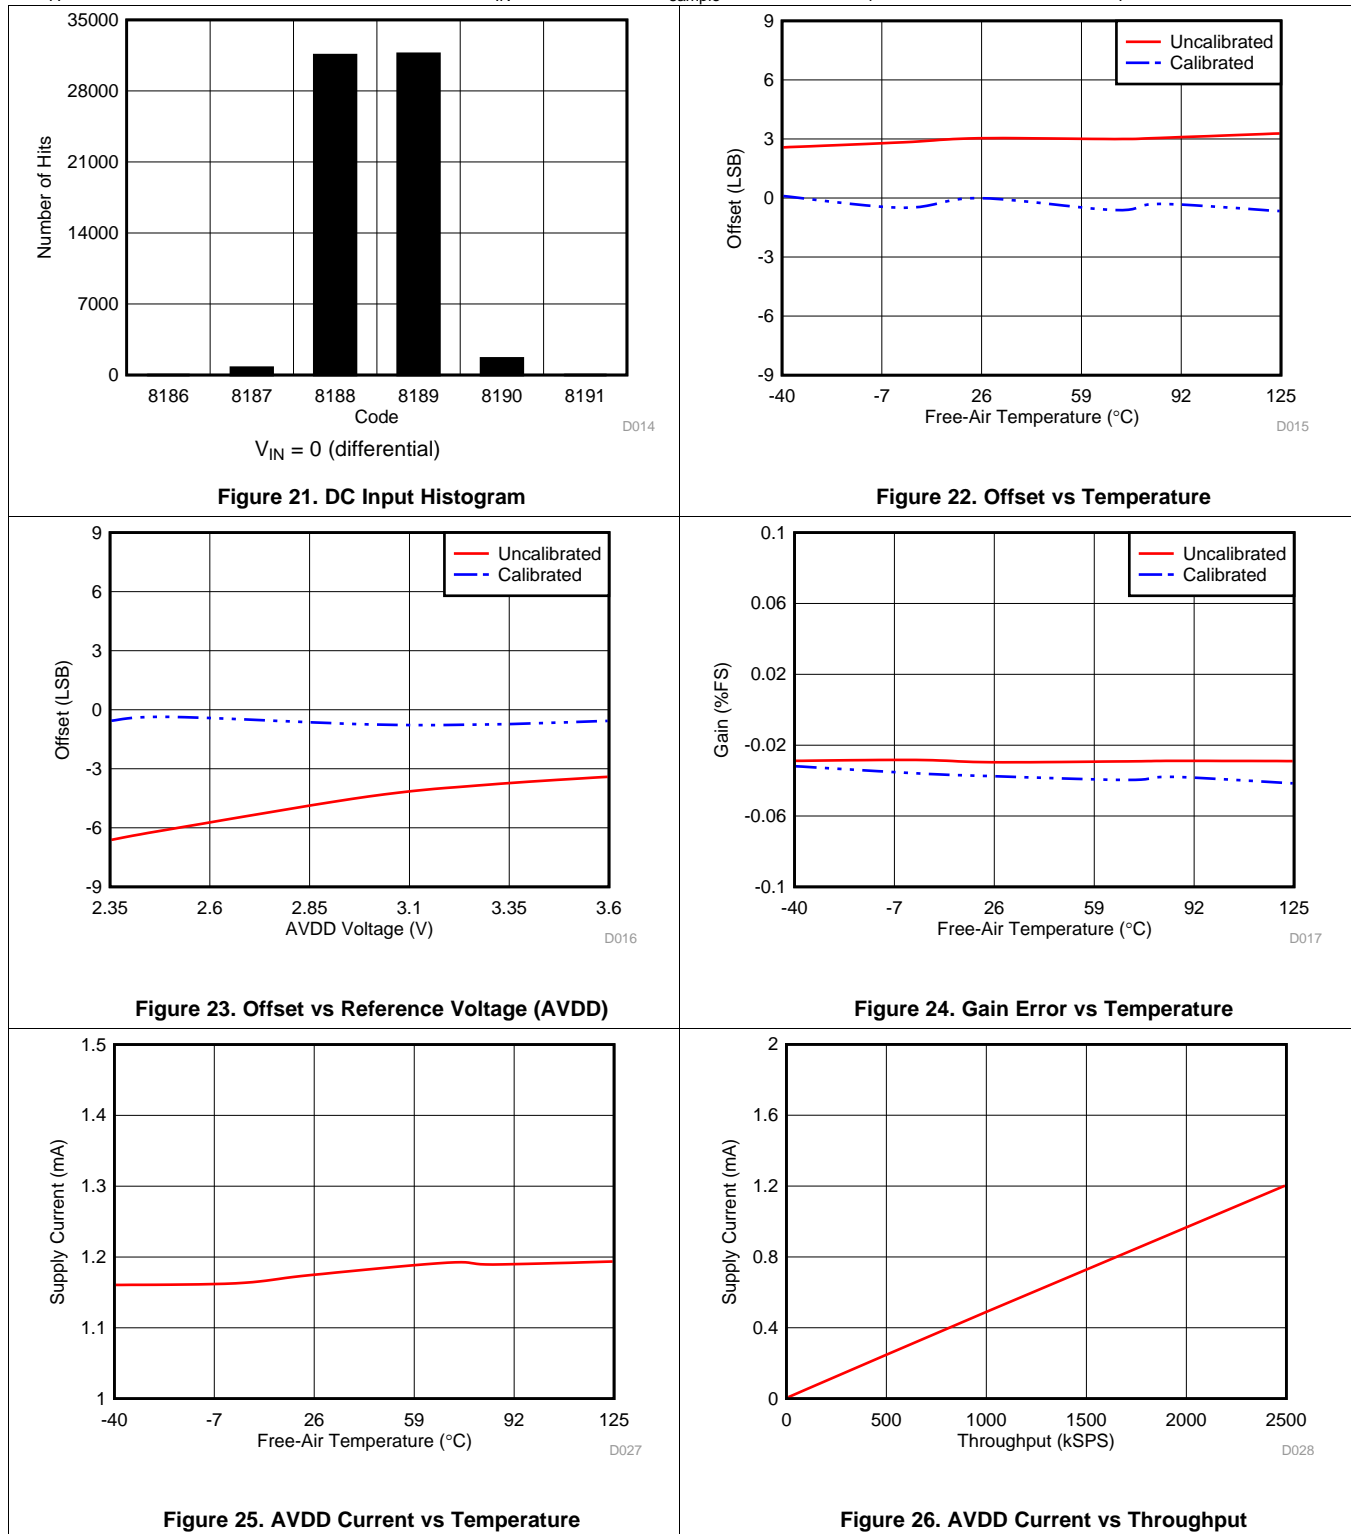 IN
sample
35000
28000
21000
14000
7000
0
Number of Hits
8186 8187 8188 8189 8190 8191
Code
D014
VIN = 0 (differential)
Figure 21. DC Input Histogram
9
6
3
0
-3
-6
-9
Offset (LSB)
Uncalibrated
Calibrated
-40 -7 26 59 92 125
Free-Air Temperature (°C)
D015
Figure 22. Offset vs Temperature
9
6
3
0
-3
-6
-9
Offset (LSB)
Uncalibrated
Calibrated
2.35 2.6 2.85 3.1 3.35 3.6
AVDD Voltage (V)
D016
Figure 23. Offset vs Reference Voltage (AVDD)
0.1
0.06
0.02
-0.02
-0.06
-0.1
Gain (%FS)
Uncalibrated
Calibrated
-40 -7 26 59 92 125
Free-Air Temperature (°C)
D017
Figure 24. Gain Error vs Temperature
1.5
1.4
1.3
1.2
1.1
1
Supply Current (mA)
-40 -7 26 59 92 125
Free-Air Temperature (°C)
D027
Figure 25. AVDD Current vs Temperature
2
1.6
1.2
0.8
0.4
0
Supply Current (mA)
0 500 1000 1500 2000 2500
Throughput (kSPS)
D028
Figure 26. AVDD Current vs Throughput